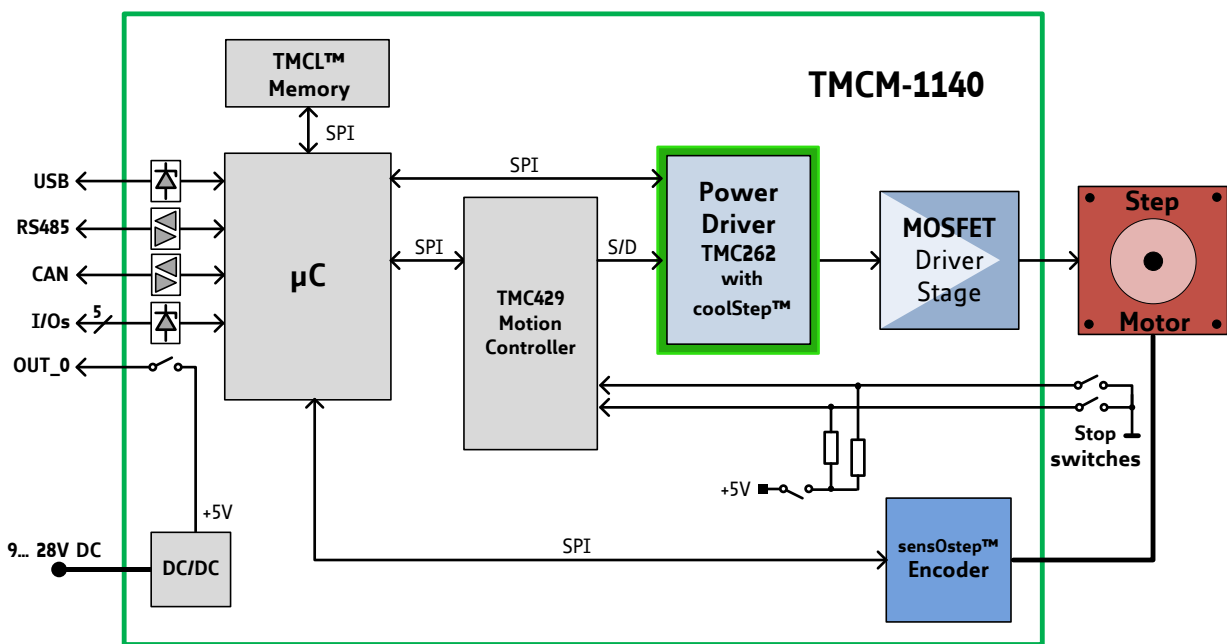 TMCL™
Memory
TMCM-1140
SPI
USB
RS485
CAN
I/Os
5
OUT_0
µC
SPI
SPI
TMC429
Motion
Controller
S/D
Power
Driver
TMC262
with
coolStep™
MOSFET
Driver
Stage
Step
Motor
Stop
switches
+5V
+5V
9... 28V DC
DC/DC
SPI
sensOstep™
Encoder